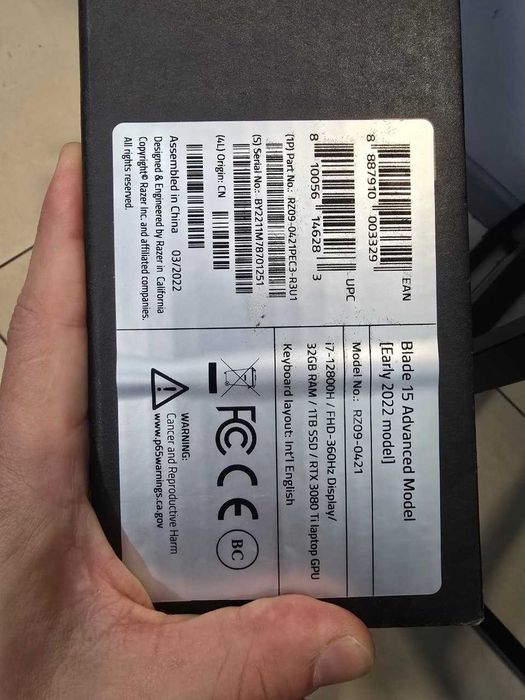 Blade 15 Advanced Model
[Early 2022 model]
Model No.: RZ09-0421
i7-12800H / FHD-360Hz Display/
32GB RAM / 1TB SSD / RTX 3080 Ti laptop GPU
Keyboard layout: Int'l English
FC CE BC
WARNING:
Cancer and Reproductive Harm
www.p65warnings.ca.gov
EAN
8 887910 003329
UPC
8 10056 14628 3
(1P) Part No.: RZ09-0421PEC3-R3U1
(S) Serial No.: BY2211M78701251
(4L) Origin: CN
Assembled in China 03/2022
Designed & Engineered by Razer in California
Copyright© Razer Inc. and affiliated companies.
All rights reserved.